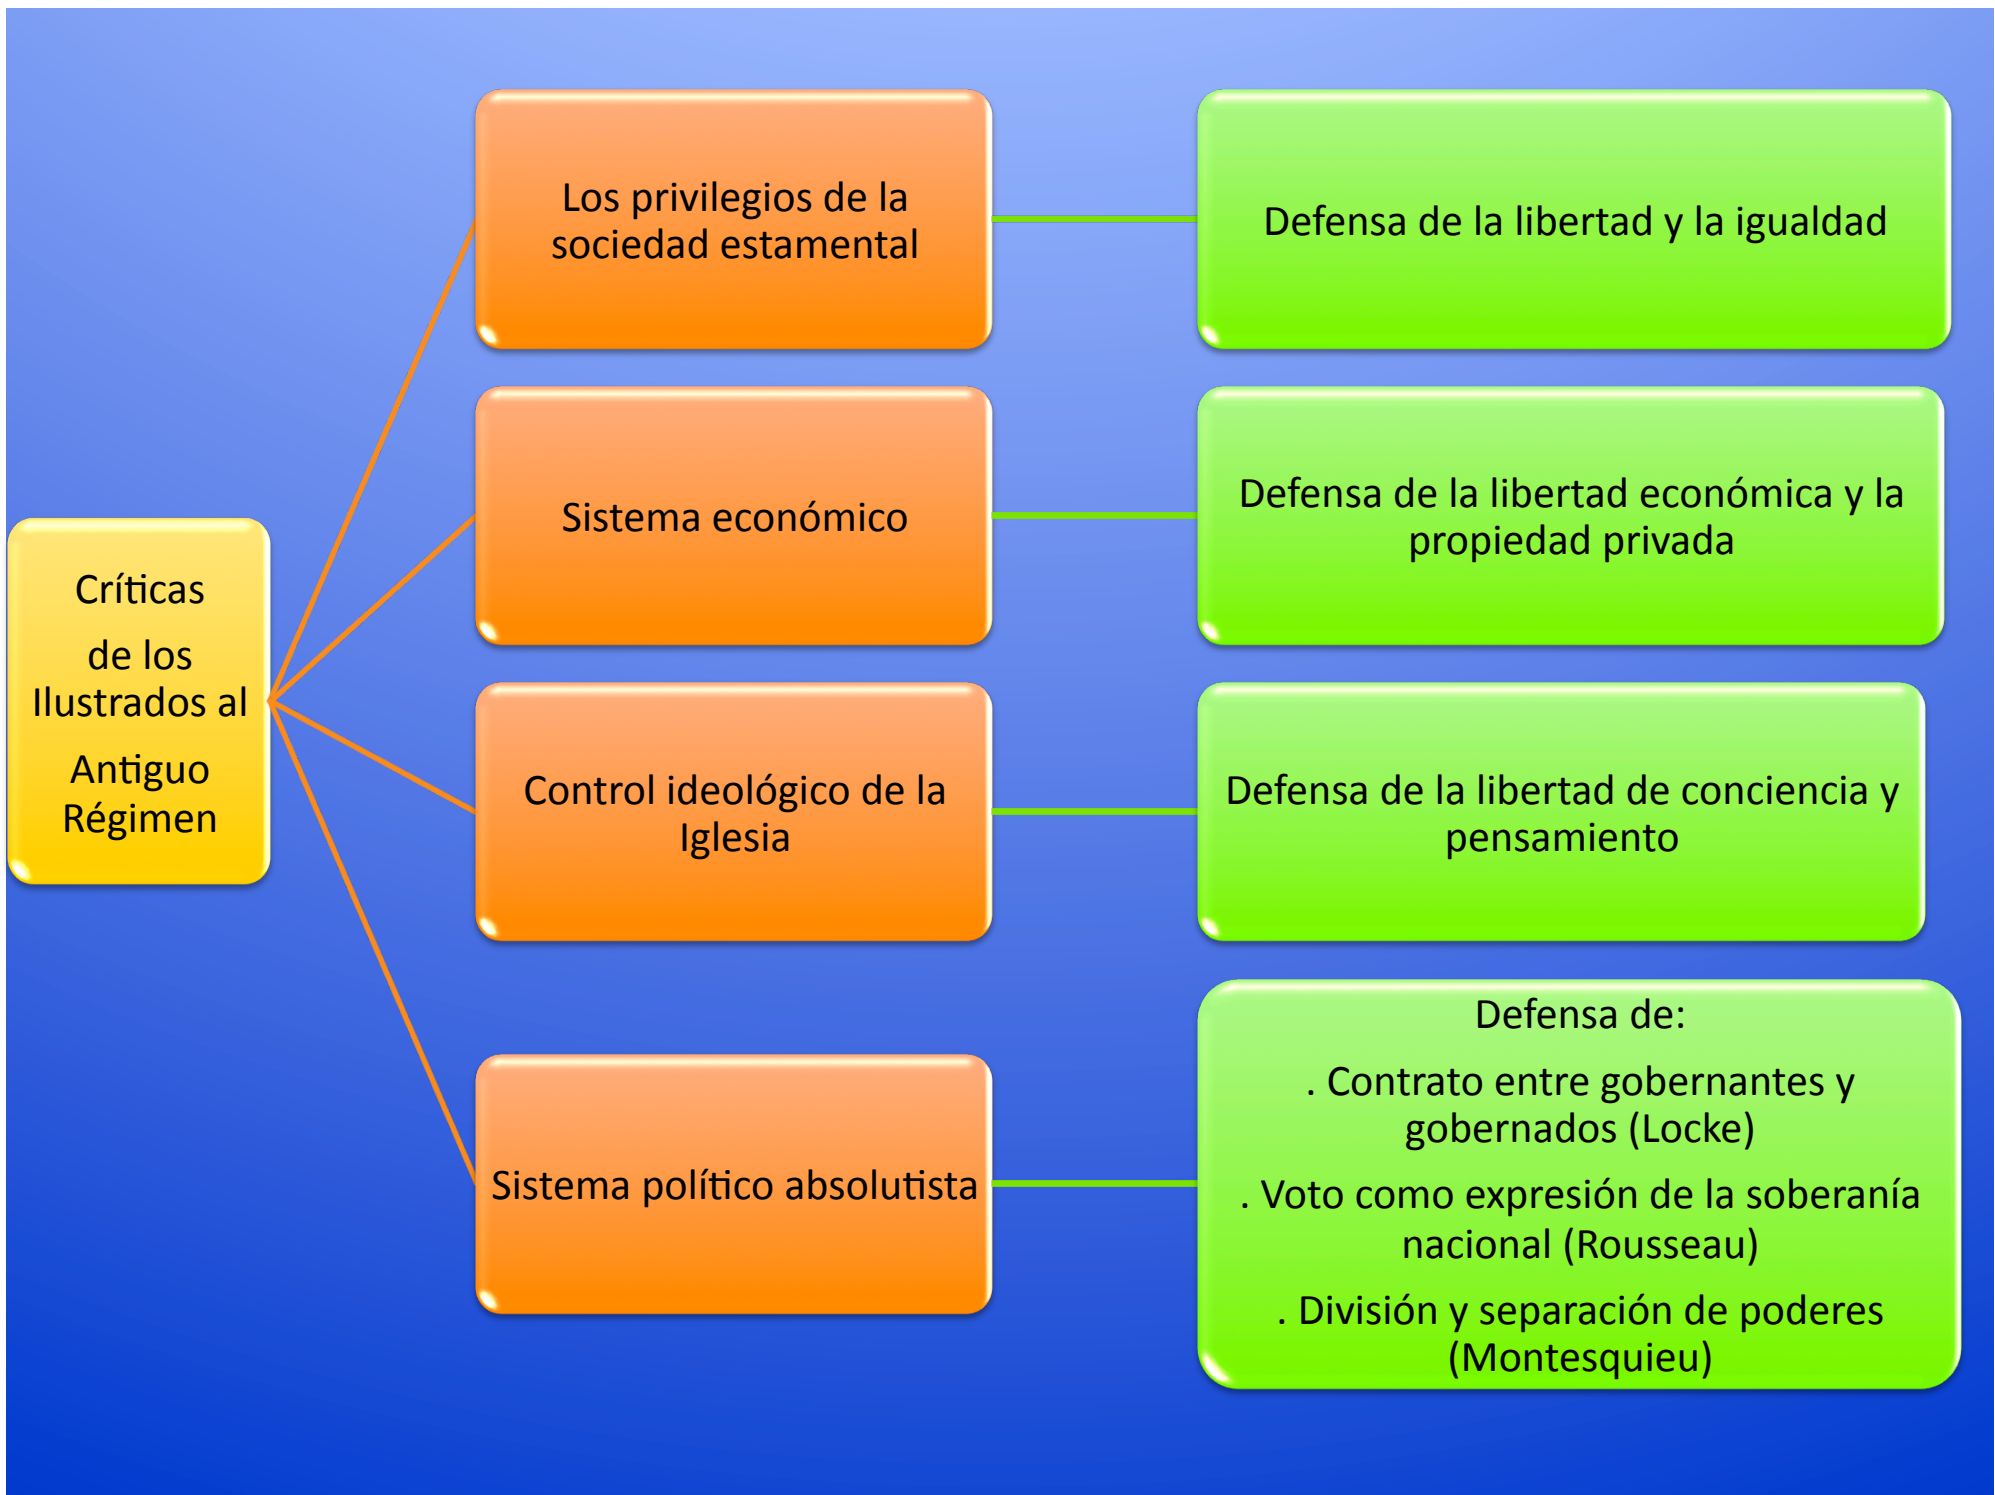 Críticas
de los
Ilustrados al
Antiguo
Régimen
Los privilegios de la
sociedad estamental
Defensa de la libertad y la igualdad
Sistema económico
Defensa de la libertad económica y la
propiedad privada
Control ideológico de la
Iglesia
Defensa de la libertad de conciencia y
pensamiento
Sistema político absolutista
Defensa de:
. Contrato entre gobernantes y
gobernados (Locke)
. Voto como expresión de la soberanía
nacional (Rousseau)
. División y separación de poderes
(Montesquieu)